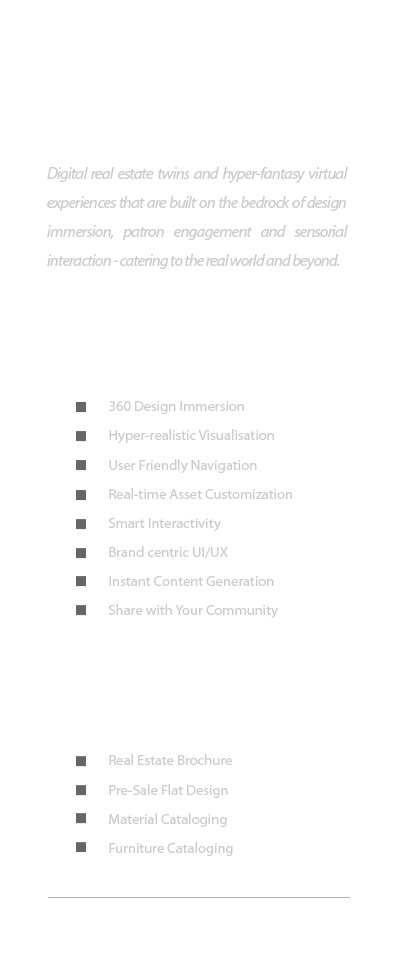 Digital real estate twins and hyper-fantasy virtual
experiences that are built on the bedrock of design
immersion, patron engagement and sensorial
interaction - catering to the real world and beyond.
360 Design Immersion
Hyper-realistic Visualisation
User Friendly Navigation
Real-time Asset Customization
Smart Interactivity
Brand centric UI/UX
Instant Content Generation
Share with Your Community
Real Estate Brochure
Pre-Sale Flat Design
Material Cataloging
Furniture Cataloging